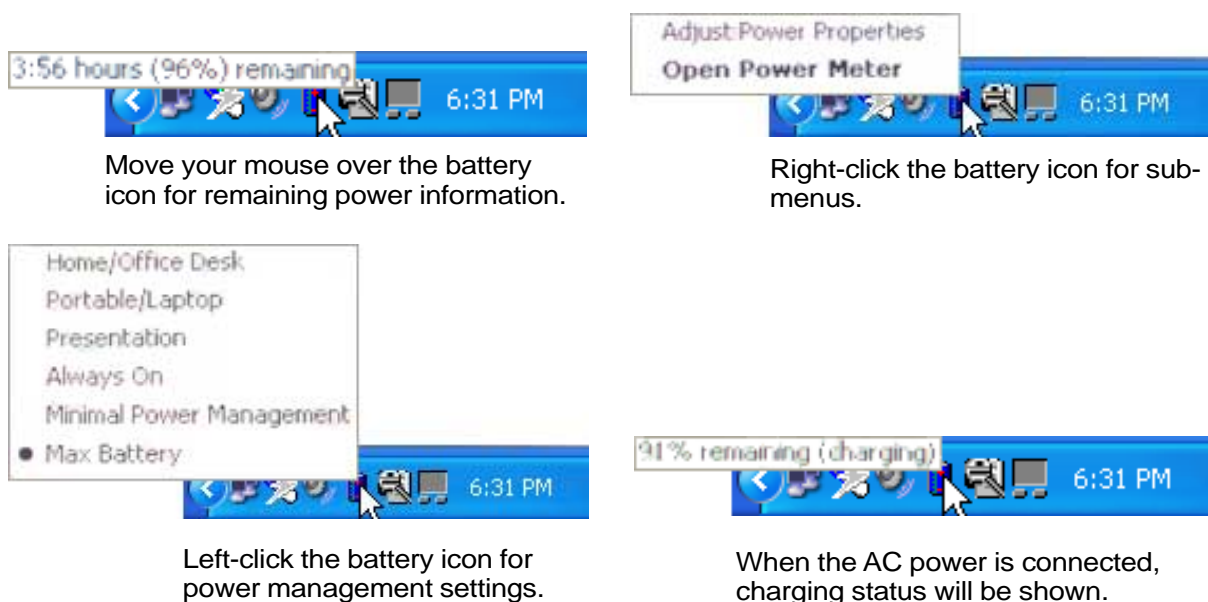 3:56 hours (96%) remaining
6:31 PM
Move your mouse over the battery
icon for remaining power information.
Adjust Power Properties
Open Power Meter
6:31 PM
Right-click the battery icon for sub-
menus.
Home/Office Desk
Portable/Laptop
Presentation
Always On
Minimal Power Management
Max Battery
6:31 PM
Left-click the battery icon for
power management settings.
91% remaining (charging)
6:31 PM
When the AC power is connected,
charging status will be shown.